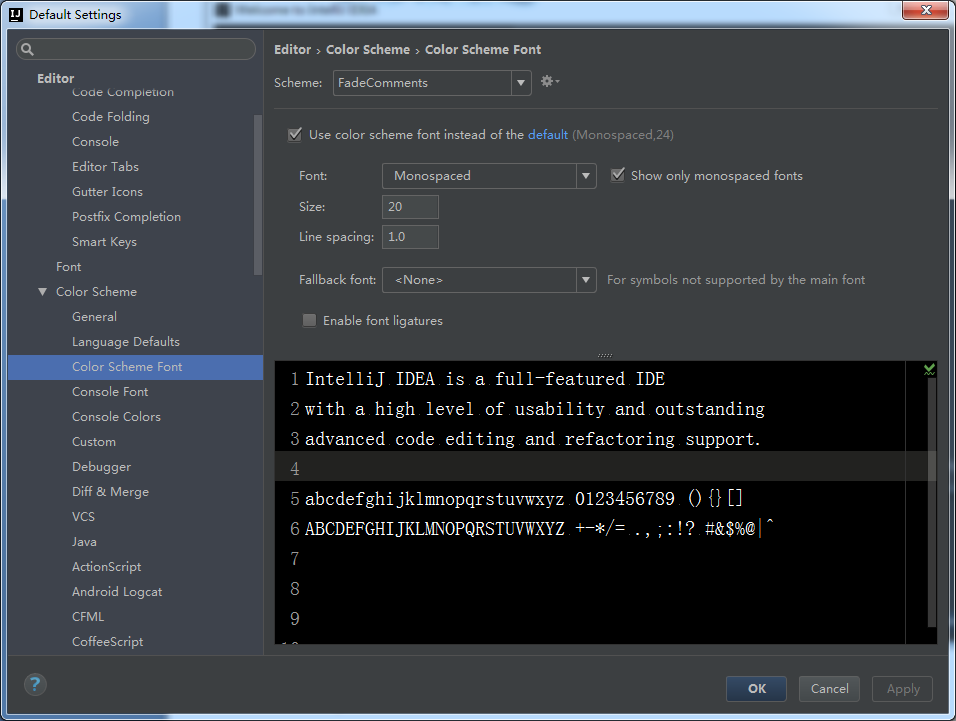 Welcome to IntelliJ IDEA
Default Settings
Editor
Code Completion
Code Folding
Console
Editor Tabs
Gutter Icons
Postfix Completion
Smart Keys
Font
Color Scheme
General
Language Defaults
Color Scheme Font
Console Font
Console Colors
Custom
Debugger
Diff & Merge
VCS
Java
ActionScript
Android Logcat
CFML
CoffeeScript
Editor › Color Scheme › Color Scheme Font
Scheme: FadeComments
Use color scheme font instead of the default (Monospaced,24)
Font: Monospaced Show only monospaced fonts
Size: 20
Line spacing: 1.0
Fallback font: <None> For symbols not supported by the main font
Enable font ligatures
1 IntelliJ IDEA is a full-featured IDE
2 with a high level of usability and outstanding
3 advanced code editing and refactoring support.
4
5 abcdefghijklmnopqrstuvwxyz 0123456789 (){}[]
6 ABCDEFGHIJKLMNOPQRSTUVWXYZ +-*/= .,;:!? #&$%@|^
7
8
9
?
OK Cancel Apply